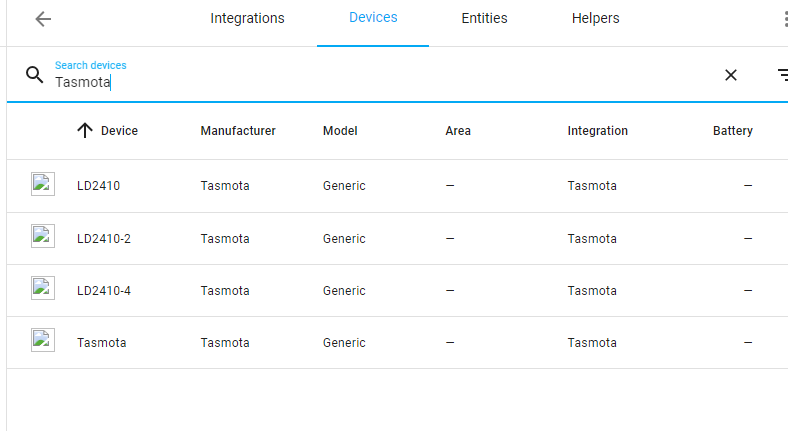 Integrations Devices Entities Helpers
Search devices
Tasmota
Device Manufacturer Model Area Integration Battery
LD2410 Tasmota Generic — Tasmota —
LD2410-2 Tasmota Generic — Tasmota —
LD2410-4 Tasmota Generic — Tasmota —
Tasmota Tasmota Generic — Tasmota —